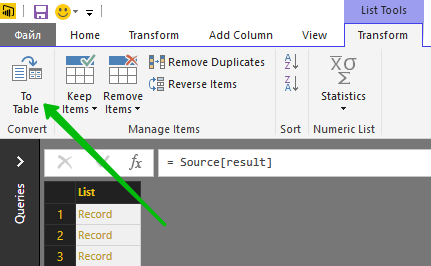 List Tools
Файл Home Transform Add Column View Transform
To Table
Keep Items
Remove Items
Remove Duplicates
Reverse Items
Statistics
Convert Manage Items Sort Numeric List
= Source[result]
Queries
List
1 Record
2 Record
3 Record